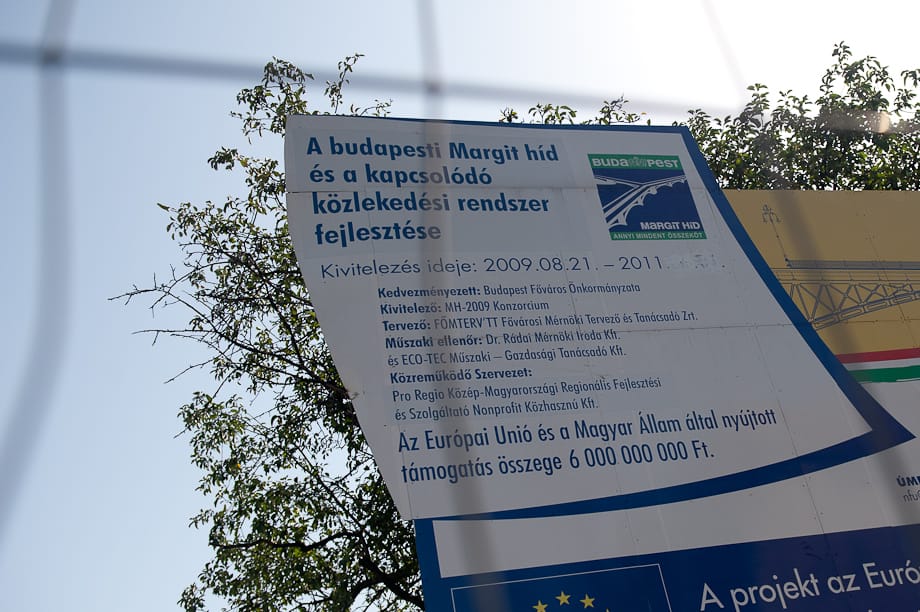 A budapesti Margit híd
és a kapcsolódó
közlekedési rendszer
fejlesztése
BUDAPEST
MARGIT HÍD
ANNYI MINDENT ÖSSZEKÖT
Kivitelezés ideje: 2009.08.21. – 2011.
Kedvezményezett: Budapest Főváros Önkormányzata
Kivitelező: MH-2009 Konzorcium
Tervező: FŐMTERV'TT Fővárosi Mérnöki Tervező és Tanácsadó Zrt.
Műszaki ellenőr: Dr. Rádai Mérnöki Iroda Kft.
és ECO-TEC Műszaki – Gazdasági Tanácsadó Kft.
Közreműködő Szervezet:
Pro Regio Közép-Magyarországi Regionális Fejlesztési
és Szolgáltató Nonprofit Közhasznú Kft.
Az Európai Unió és a Magyar Állam által nyújtott
támogatás összege 6 000 000 000 Ft.
A projekt az Euró